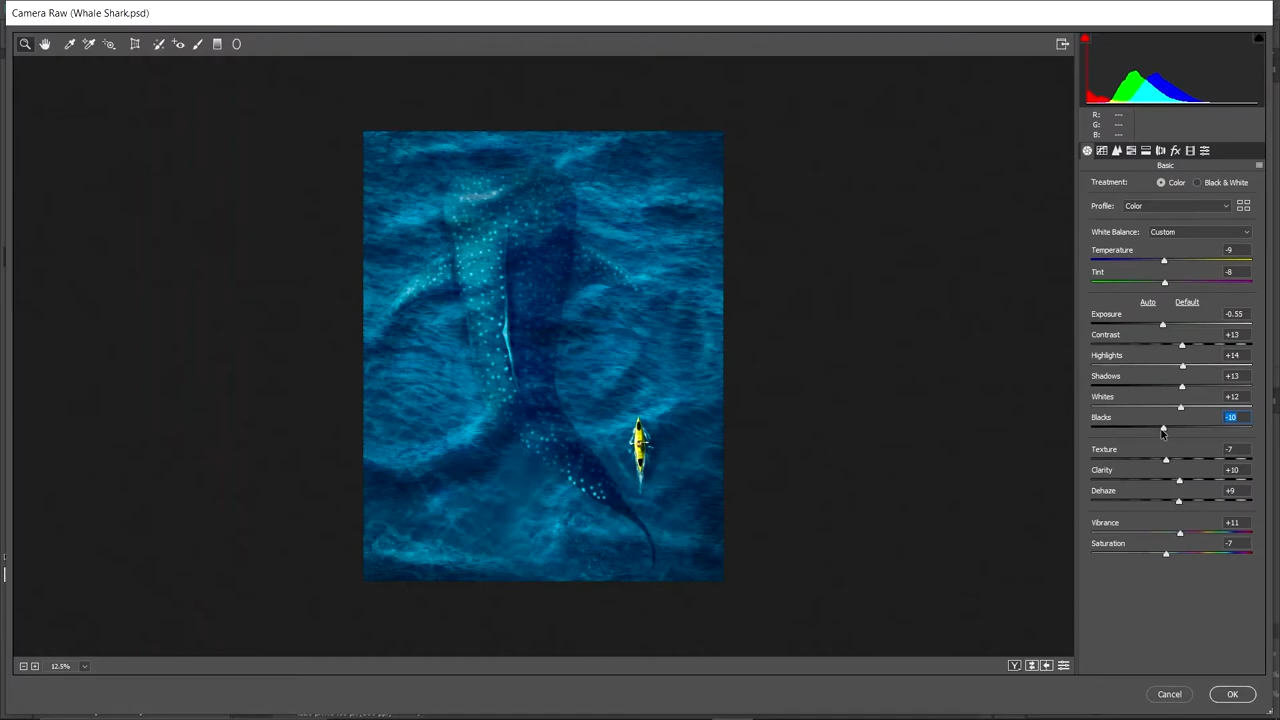 Camera Raw (Whale Shark.psd)
R: ---
G: ---
B: ---
fx
Basic
Treatment: Color Black & White
Profile: Color
White Balance: Custom
Temperature -9
Tint -8
Auto Default
Exposure -0.55
Contrast +13
Highlights +14
Shadows +13
Whites +12
Blacks -10
Texture -7
Clarity +10
Dehaze +9
Vibrance +11
Saturation -7
12.5%
Y
Cancel OK